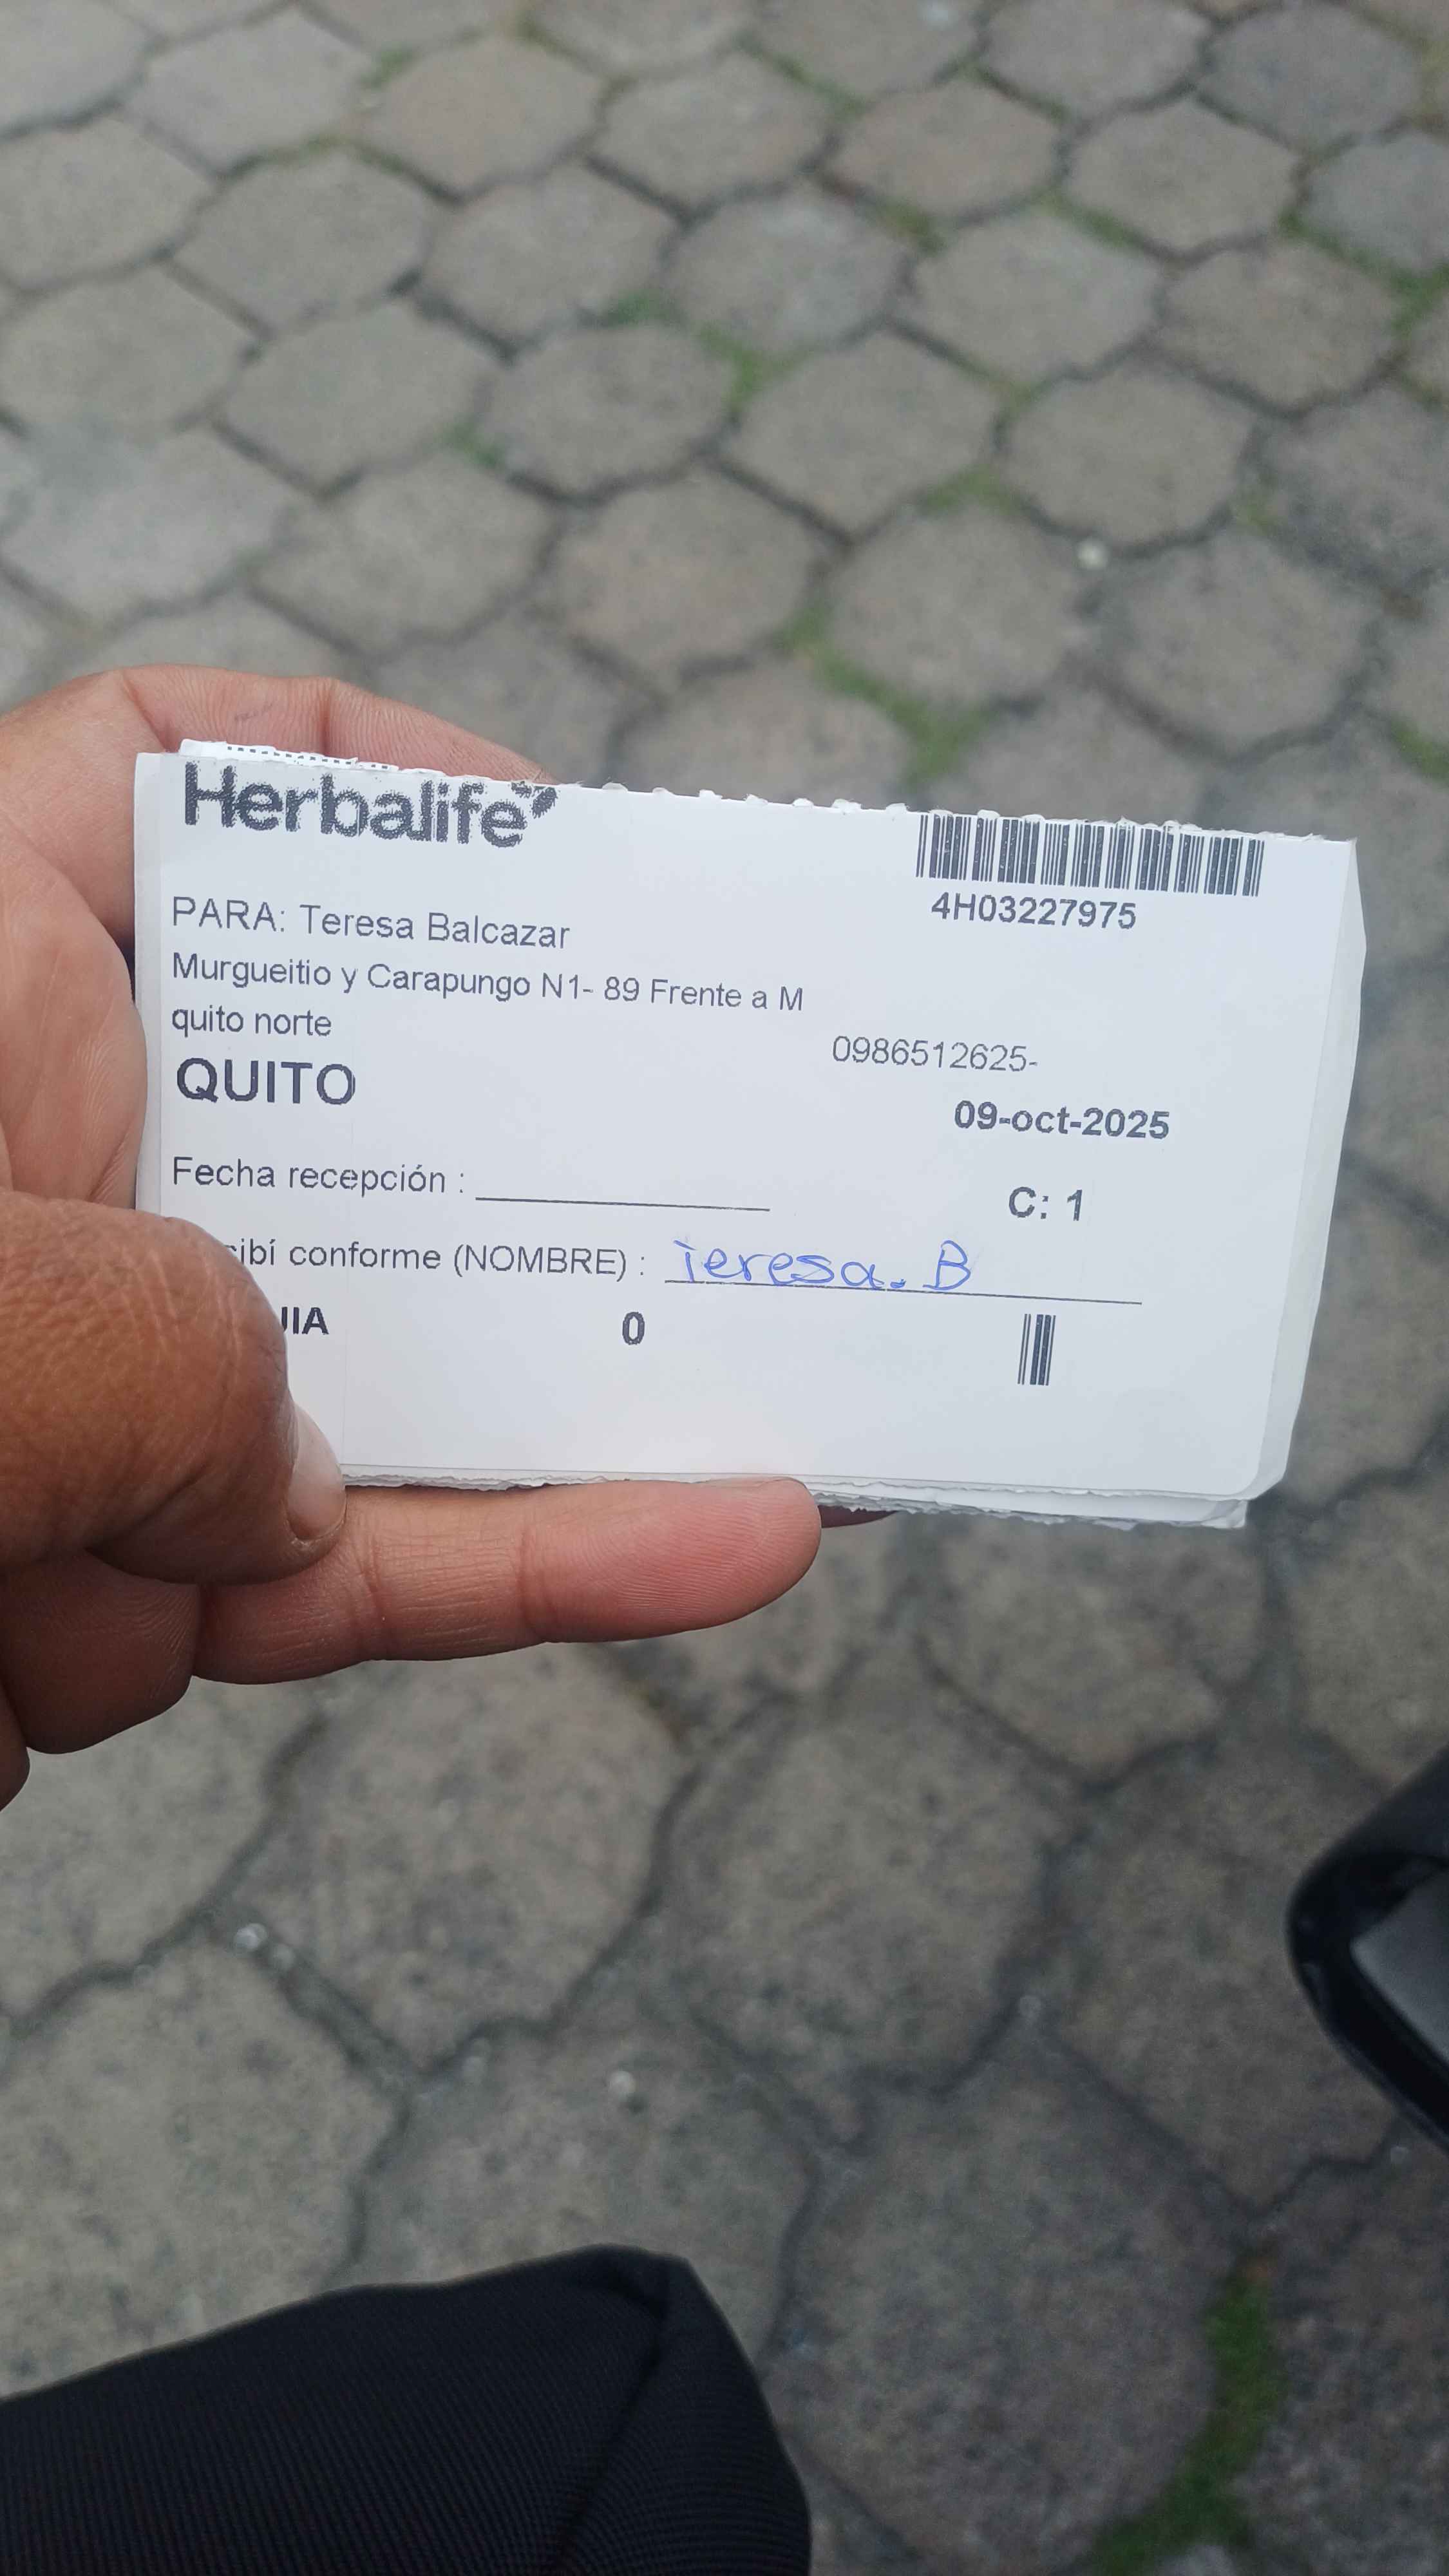 Herbalife
4H03227975
PARA: Teresa Balcazar
Murgueitio y Carapungo N1- 89 Frente a M
quito norte
0986512625-
QUITO
09-oct-2025
Fecha recepción :
C: 1
cibí conforme (NOMBRE) : Teresa. B
IIA 0